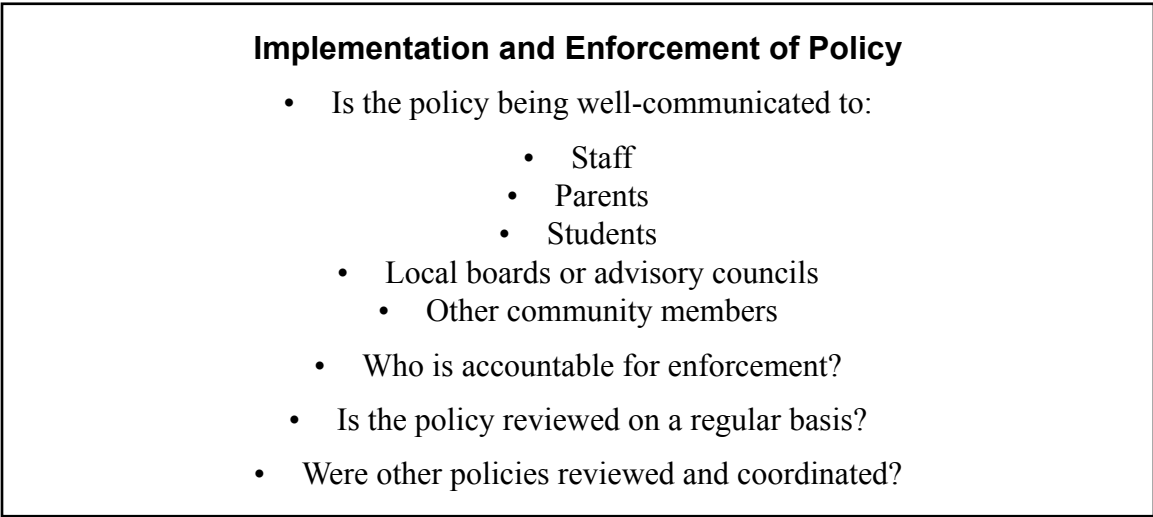 Implementation and Enforcement of Policy
• Is the policy being well-communicated to:
• Staff
• Parents
• Students
• Local boards or advisory councils
• Other community members
• Who is accountable for enforcement?
• Is the policy reviewed on a regular basis?
• Were other policies reviewed and coordinated?